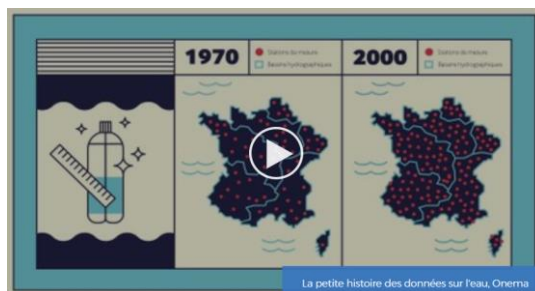 1970
Stations de mesure
Bassins hydrographiques
2000
Stations de mesure
Bassins hydrographiques
La petite histoire des données sur l'eau, Onema